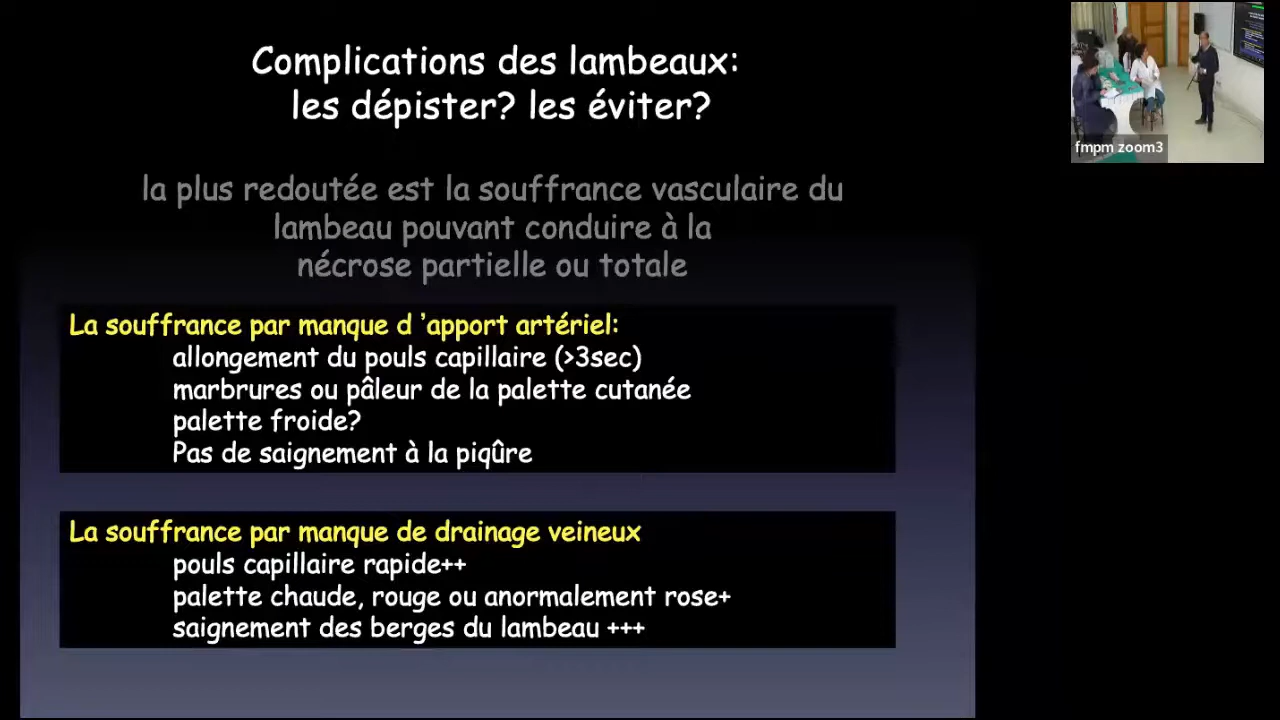 Complications des lambeaux:
les dépister? les éviter?
la plus redoutée est la souffrance vasculaire du
lambeau pouvant conduire à la
nécrose partielle ou totale
La souffrance par manque d 'apport artériel:
allongement du pouls capillaire (>3sec)
marbrures ou pâleur de la palette cutanée
palette froide?
Pas de saignement à la piqûre
La souffrance par manque de drainage veineux
pouls capillaire rapide++
palette chaude, rouge ou anormalement rose+
saignement des berges du lambeau +++
fmpm zoom3